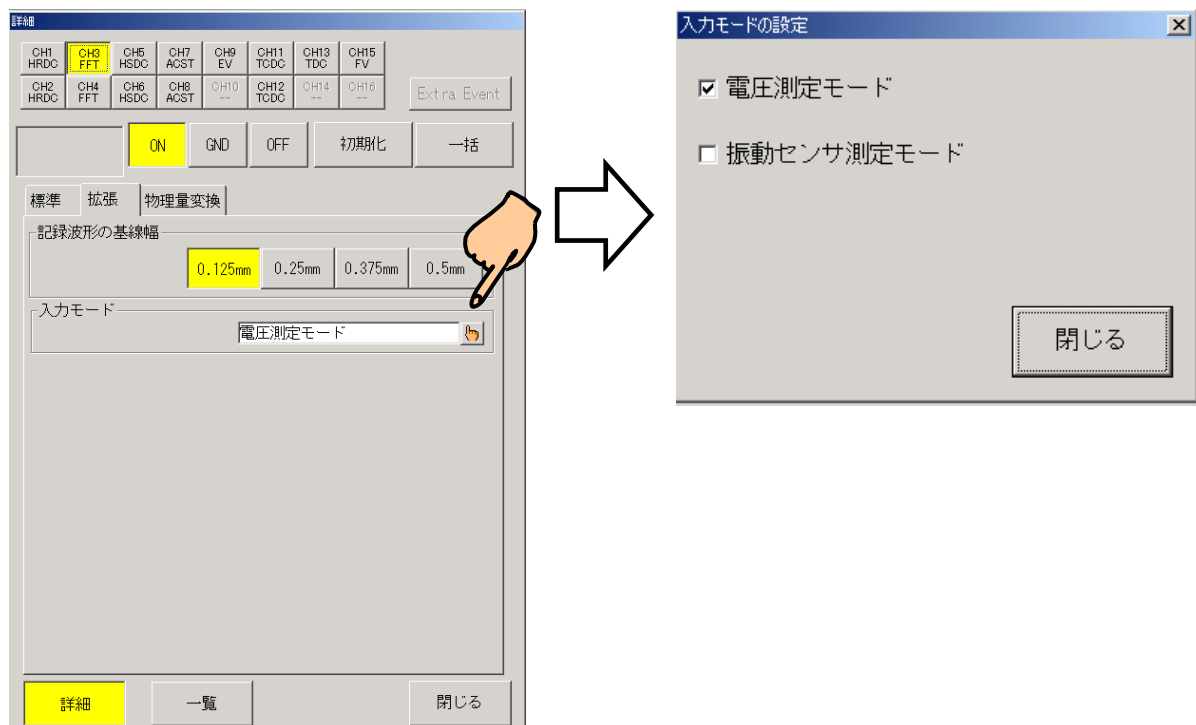 詳細
CH1 HRDC CH3 FFT CH5 HSDC CH7 ACST CH9 EV CH11 TCDC CH13 TDC CH15 FV
CH2 HRDC CH4 FFT CH6 HSDC CH8 ACST CH10 -- CH12 TCDC CH14 -- CH16 -- Extra Event
ON GND OFF 初期化 一括
標準 拡張 物理量変換
記録波形の基線幅
0.125mm 0.25mm 0.375mm 0.5mm
入力モード
電圧測定モード
詳細 一覧 閉じる
入力モードの設定
電圧測定モード
振動センサ測定モード
閉じる